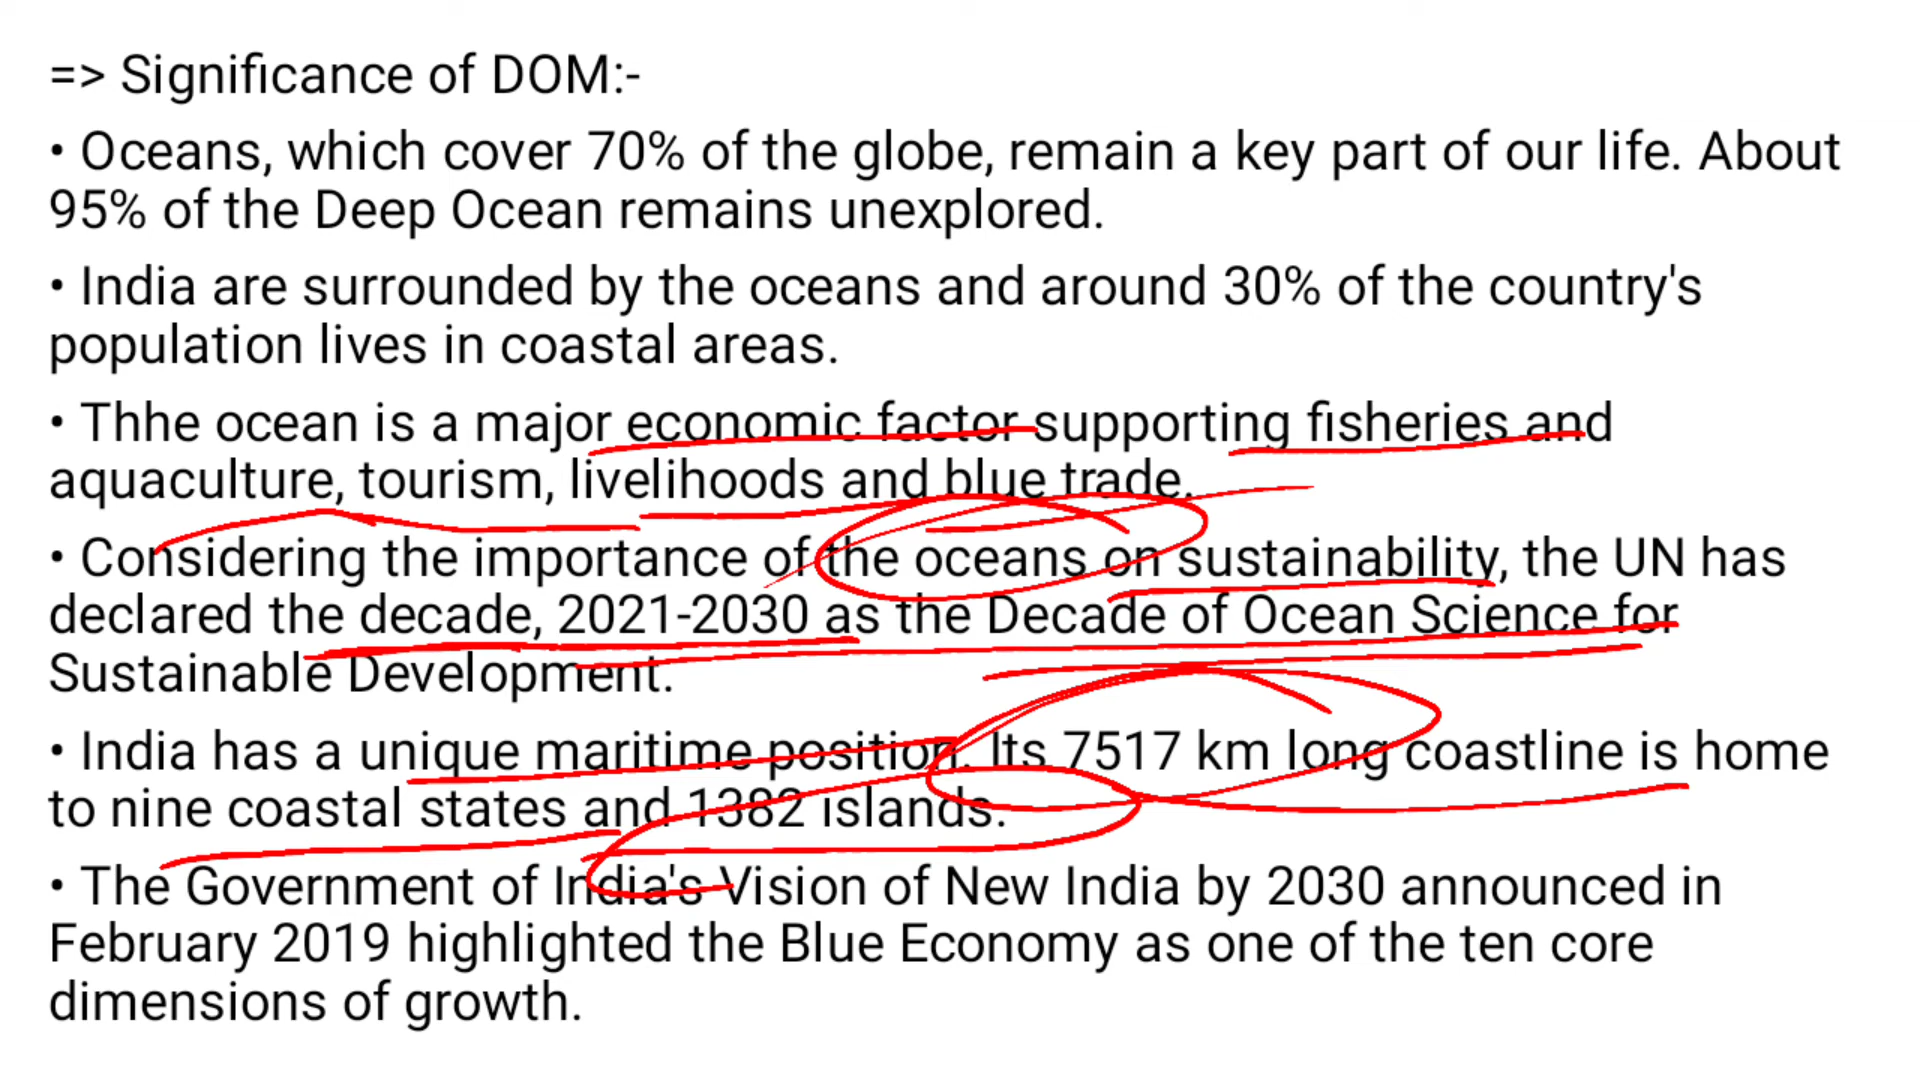 => Significance of DOM:-
• Oceans, which cover 70% of the globe, remain a key part of our life. About
95% of the Deep Ocean remains unexplored.
• India are surrounded by the oceans and around 30% of the country's
population lives in coastal areas.
• Thhe ocean is a major economic factor supporting fisheries and
aquaculture, tourism, livelihoods and blue trade.
• Considering the importance of the oceans on sustainability, the UN has
declared the decade, 2021-2030 as the Decade of Ocean Science for
Sustainable Development.
• India has a unique maritime position. Its 7517 km long coastline is home
to nine coastal states and 1382 islands.
• The Government of India's Vision of New India by 2030 announced in
February 2019 highlighted the Blue Economy as one of the ten core
dimensions of growth.